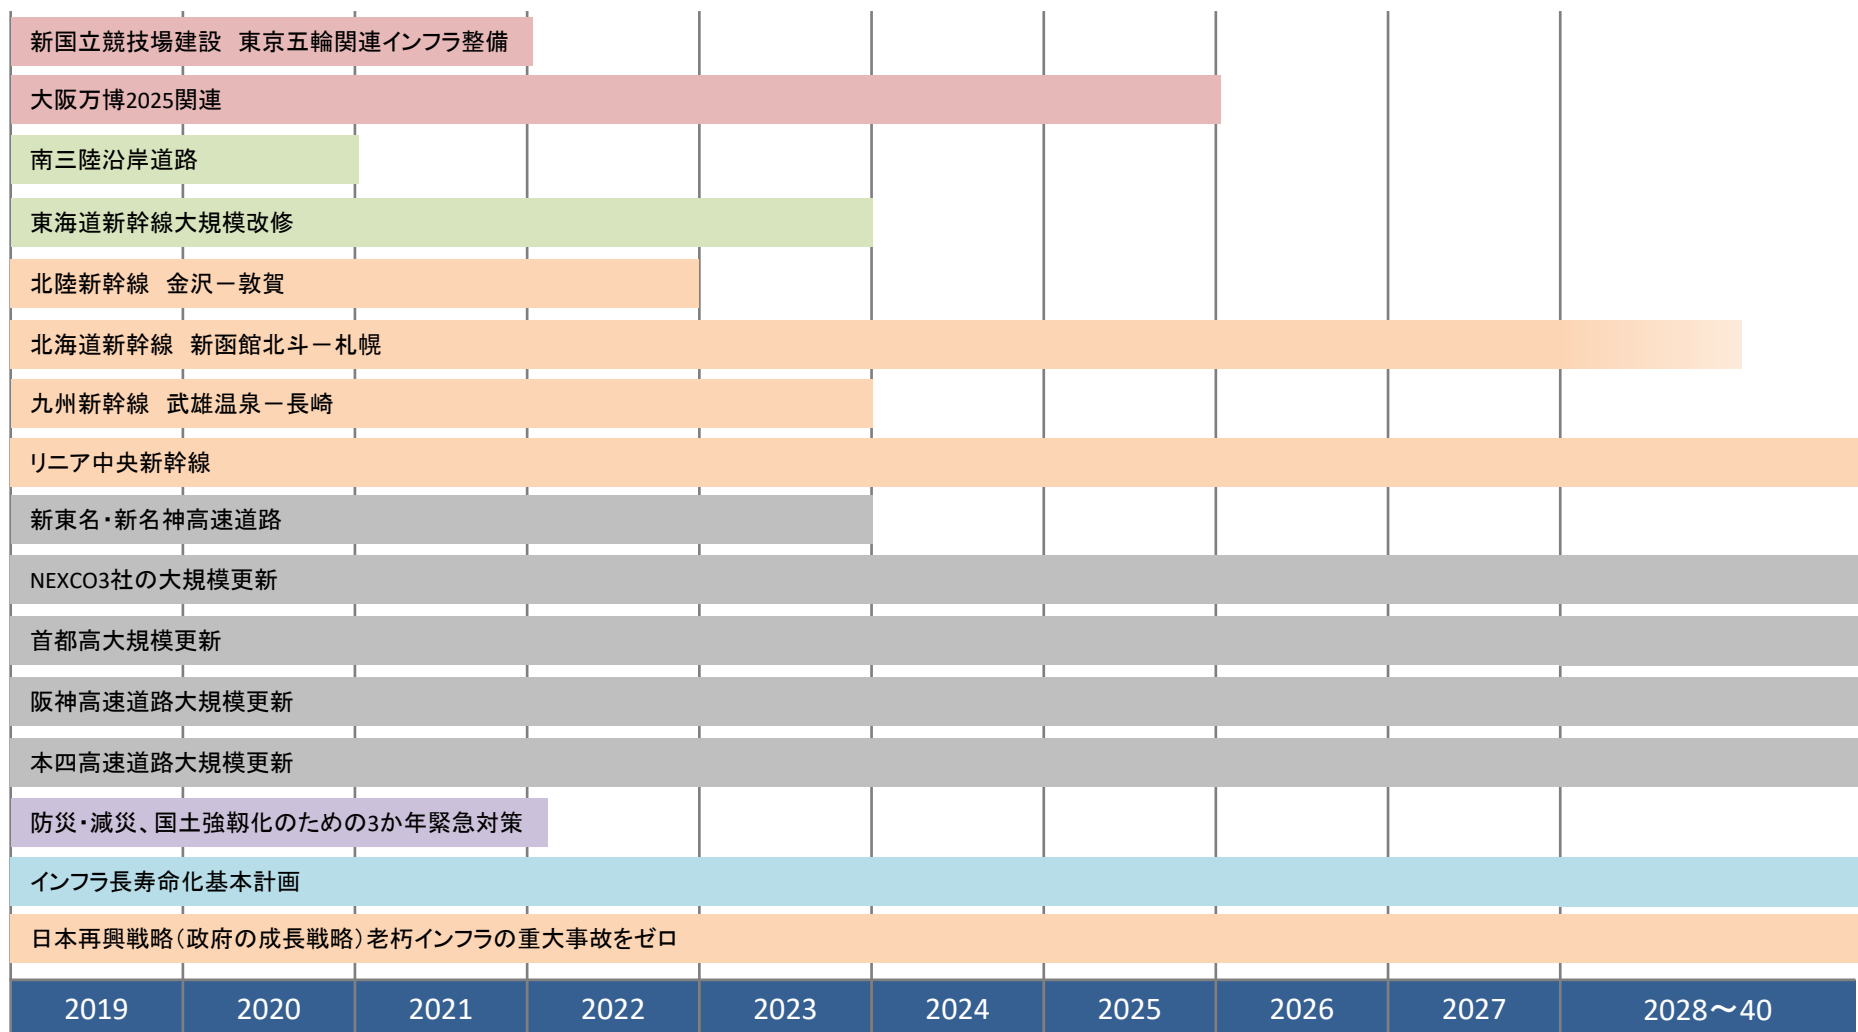 新国立競技場建設　東京五輪関連インフラ整備
大阪万博2025関連
南三陸沿岸道路
東海道新幹線大規模改修
北陸新幹線　金沢－敦賀
北海道新幹線　新函館北斗－札幌
九州新幹線　武雄温泉－長崎
リニア中央新幹線
新東名・新名神高速道路
NEXCO3社の大規模更新
首都高大規模更新
阪神高速道路大規模更新
本四高速道路大規模更新
防災・減災、国土強靱化のための3か年緊急対策
インフラ長寿命化基本計画
日本再興戦略（政府の成長戦略）老朽インフラの重大事故をゼロ
2019 2020 2021 2022 2023 2024 2025 2026 2027 2028～40